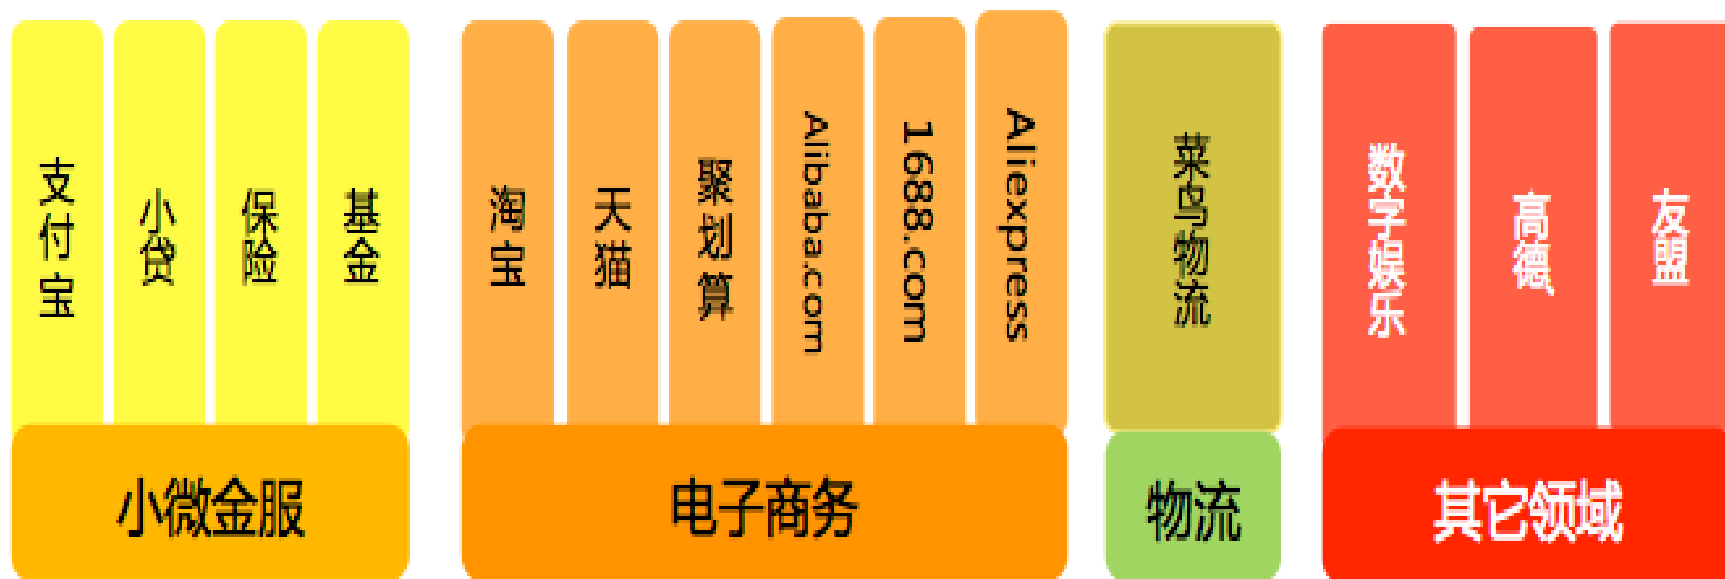 支付宝
小贷
保险
基金
小微金服
淘宝
天猫
聚划算
Alibaba.com
1688.com
Aliexpress
电子商务
菜鸟物流
物流
数字娱乐
高德、
友盟
其它领域